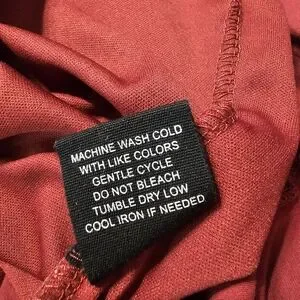 MACHINE WASH COLD
WITH LIKE COLORS
GENTLE CYCLE
DO NOT BLEACH
TUMBLE DRY LOW
COOL IRON IF NEEDED